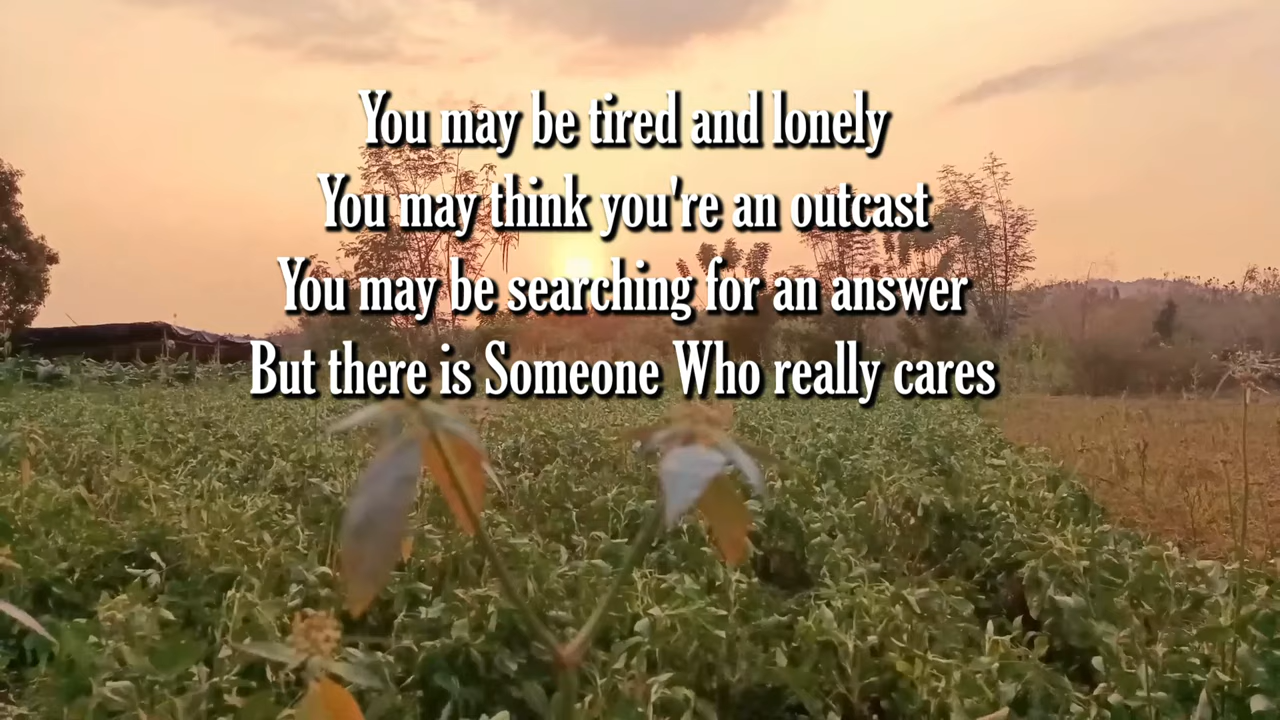 You may be tired and lonely
You may think you're an outcast
You may be searching for an answer
But there is Someone Who really cares